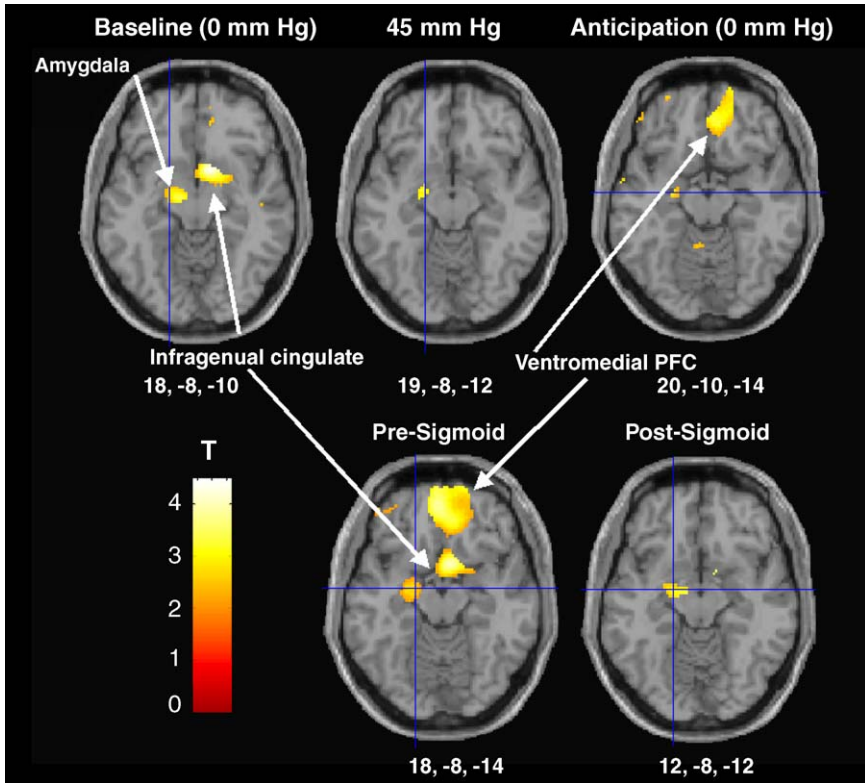 Baseline (0 mm Hg)
45 mm Hg
Anticipation (0 mm Hg)
Amygdala
Infragenual cingulate
Ventromedial PFC
18, -8, -10
19, -8, -12
20, -10, -14
Pre-Sigmoid
Post-Sigmoid
T
4
3
2
1
0
18, -8, -14
12, -8, -12